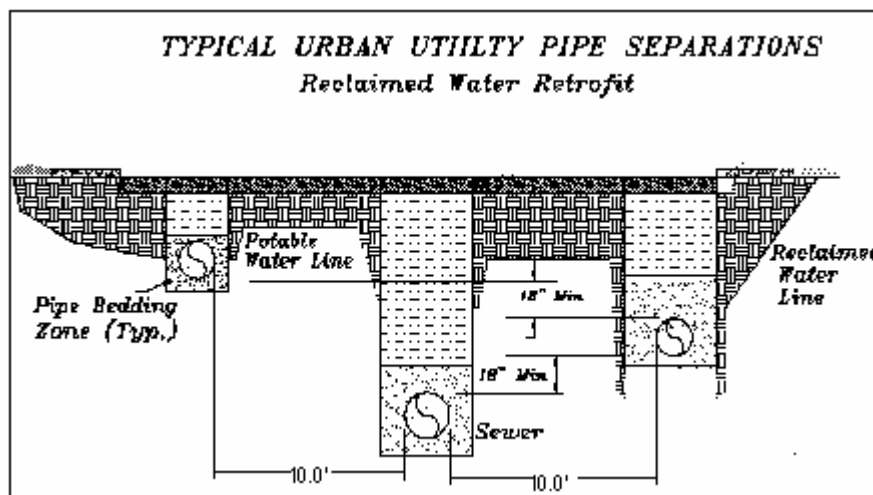 TYPICAL URBAN UTIILTY PIPE SEPARATIONS
Reclaimed Water Retrofit
Potable
Water Line
Reclaimed
Water
Line
Pipe Bedding
Zone (Typ.)
18" Min
18" Min
Sewer
10.0'
10.0'